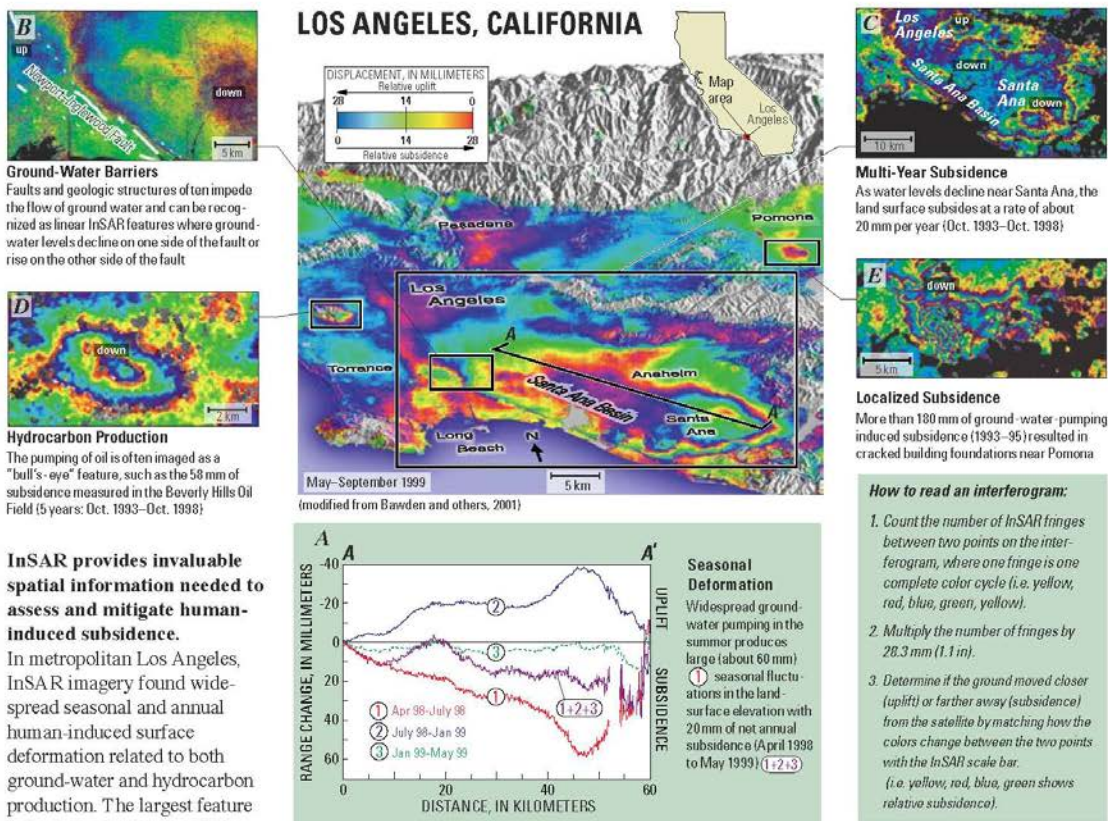 LOS ANGELES, CALIFORNIA
B
up
down
Newport-Inglewood Fault
5 km
Ground-Water Barriers
Faults and geologic structures often impede
the flow of ground water and can be recog-
nized as linear InSAR features where ground-
water levels decline on one side of the fault or
rise on the other side of the fault
D
down
2 km
Hydrocarbon Production
The pumping of oil is often imaged as a
"bull's-eye" feature, such as the 58 mm of
subsidence measured in the Beverly Hills Oil
Field (5 years: Oct. 1993–Oct. 1998)
InSAR provides invaluable
spatial information needed to
assess and mitigate human-
induced subsidence.
In metropolitan Los Angeles,
InSAR imagery found wide-
spread seasonal and annual
human-induced surface
deformation related to both
ground-water and hydrocarbon
production. The largest feature
DISPLACEMENT, IN MILLIMETERS
Relative uplift
28 14 0
0 14 28
Relative subsidence
Map
area
Los
Angeles
Pasadena
Pomona
Los
Angeles
A
Torrance
Anaheim
Santa Ana Basin
Santa
Ana
A'
Long
Beach
N
May–September 1999
5 km
(modified from Bawden and others, 2001)
A
A A'
RANGE CHANGE, IN MILLIMETERS
-40
-20
0
20
40
60
UPLIFT
SUBSIDENCE
2
3
1+2+3
1
1 Apr 98-July 98
2 July 98-Jan 99
3 Jan 99-May 99
0 20 40 60
DISTANCE, IN KILOMETERS
Seasonal
Deformation
Widespread ground-
water pumping in the
summer produces
large (about 60 mm)
1 seasonal fluctu-
ations in the land-
surface elevation with
20 mm of net annual
subsidence (April 1998
to May 1999) 1+2+3
C
Los
Angeles
up
down
Santa Ana Basin
Santa
Ana
down
10 km
Multi-Year Subsidence
As water levels decline near Santa Ana, the
land surface subsides at a rate of about
20 mm per year (Oct. 1993–Oct. 1998)
E
down
5 km
Localized Subsidence
More than 180 mm of ground-water-pumping
induced subsidence (1993–95) resulted in
cracked building foundations near Pomona
How to read an interferogram:
1. Count the number of InSAR fringes
between two points on the inter-
ferogram, where one fringe is one
complete color cycle (i.e. yellow,
red, blue, green, yellow).
2. Multiply the number of fringes by
28.3 mm (1.1 in).
3. Determine if the ground moved closer
(uplift) or farther away (subsidence)
from the satellite by matching how the
colors change between the two points
with the InSAR scale bar.
(i.e. yellow, red, blue, green shows
relative subsidence).